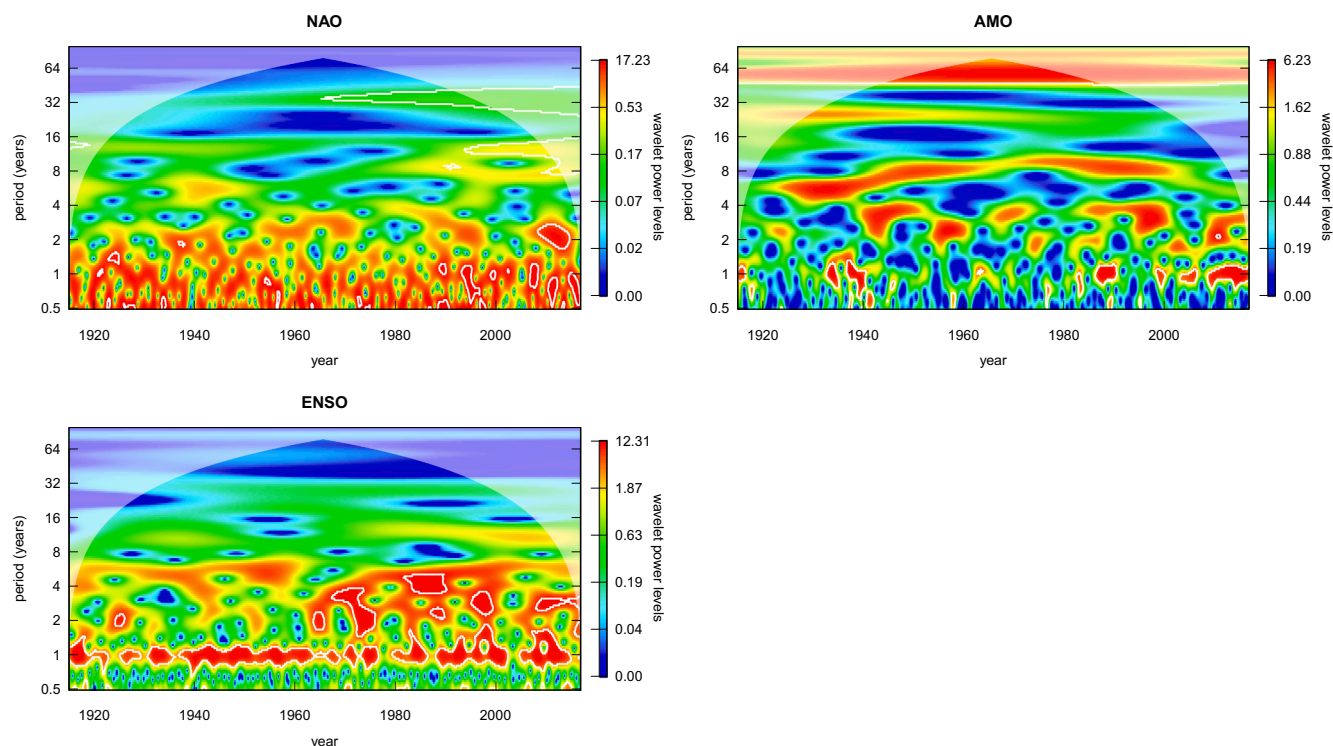 NAO
64
32
16
8
4
2
1
0.5
period (years)
1920 1940 1960 1980 2000
year
17.23
0.53
0.17
0.07
0.02
0.00
wavelet power levels
AMO
64
32
16
8
4
2
1
0.5
period (years)
1920 1940 1960 1980 2000
year
6.23
1.62
0.88
0.44
0.19
0.00
wavelet power levels
ENSO
64
32
16
8
4
2
1
0.5
period (years)
1920 1940 1960 1980 2000
year
12.31
1.87
0.63
0.19
0.04
0.00
wavelet power levels